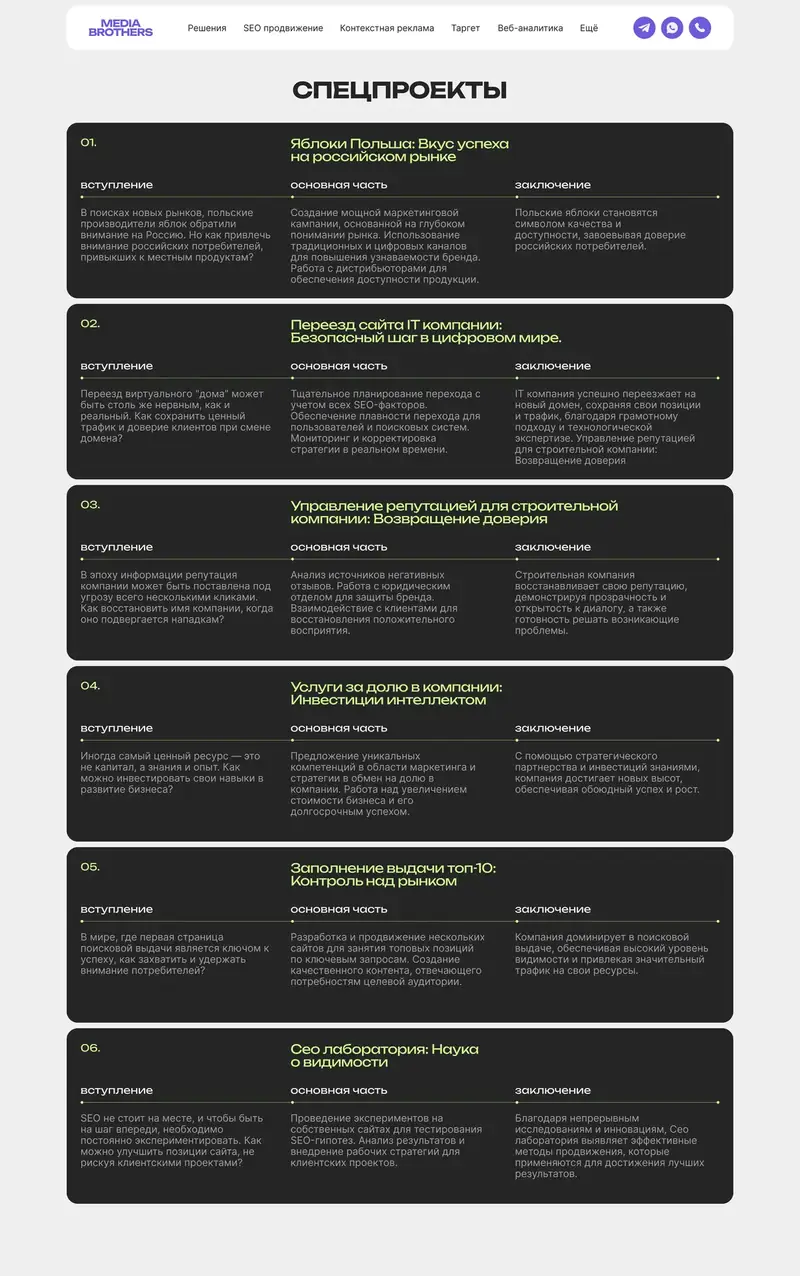 MEDIA
BROTHERS
Решения
SEO продвижение
Контекстная реклама
Таргет
Веб-аналитика
Ещё
СПЕЦПРОЕКТЫ
01.
Яблоки Польша: Вкус успеха
на российском рынке
вступление
В поисках новых рынков, польские
производители яблок обратили
внимание на Россию. Но как привлечь
внимание российских потребителей,
привыкших к местным продуктам?
основная часть
Создание мощной маркетинговой
кампании, основанной на глубоком
понимании рынка. Использование
традиционных и цифровых каналов
для повышения узнаваемости бренда.
Работа с дистрибьюторами для
обеспечения доступности продукции.
заключение
Польские яблоки становятся
символом качества и
доступности, завоевывая доверие
российских потребителей.
02.
Переезд сайта IT компании:
Безопасный шаг в цифровом мире.
вступление
Переезд виртуального "дома" может
быть столь же нервным, как и
реальный. Как сохранить ценный
трафик и доверие клиентов при смене
домена?
основная часть
Тщательное планирование перехода с
учетом всех SEO-факторов.
Обеспечение плавности перехода для
пользователей и поисковых систем.
Мониторинг и корректировка
стратегии в реальном времени.
заключение
IT компания успешно переезжает на
новый домен, сохраняя свои позиции
и трафик, благодаря грамотному
подходу и технологической
экспертизе. Управление репутацией
для строительной компании:
Возвращение доверия
03.
Управление репутацией для строительной
компании: Возвращение доверия
вступление
В эпоху информации репутация
компании может быть поставлена под
угрозу всего несколькими кликами.
Как восстановить имя компании, когда
оно подвергается нападкам?
основная часть
Анализ источников негативных
отзывов. Работа с юридическим
отделом для защиты бренда.
Взаимодействие с клиентами для
восстановления положительного
восприятия.
заключение
Строительная компания
восстанавливает свою репутацию,
демонстрируя прозрачность и
открытость к диалогу, а также
готовность решать возникающие
проблемы.
04.
Услуги за долю в компании:
Инвестиции интеллектом
вступление
Иногда самый ценный ресурс — это
не капитал, а знания и опыт. Как
можно инвестировать свои навыки в
развитие бизнеса?
основная часть
Предложение уникальных
компетенций в области маркетинга и
стратегии в обмен на долю в
компании. Работа над увеличением
стоимости бизнеса и его
долгосрочным успехом.
заключение
С помощью стратегического
партнерства и инвестиций знаниями,
компания достигает новых высот,
обеспечивая обоюдный успех и рост.
05.
Заполнение выдачи топ-10:
Контроль над рынком
вступление
В мире, где первая страница
поисковой выдачи является ключом к
успеху, как захватить и удержать
внимание потребителей?
основная часть
Разработка и продвижение нескольких
сайтов для занятия топовых позиций
по ключевым запросам. Создание
качественного контента, отвечающего
потребностям целевой аудитории.
заключение
Компания доминирует в поисковой
выдаче, обеспечивая высокий уровень
видимости и привлекая значительный
трафик на свои ресурсы.
06.
Сео лаборатория: Наука
о видимости
вступление
SEO не стоит на месте, и чтобы быть
на шаг впереди, необходимо
постоянно экспериментировать. Как
можно улучшить позиции сайта, не
рискуя клиентскими проектами?
основная часть
Проведение экспериментов на
собственных сайтах для тестирования
SEO-гипотез. Анализ результатов и
внедрение рабочих стратегий для
клиентских проектов.
заключение
Благодаря непрерывным
исследованиям и инновациям, Сео
лаборатория выявляет эффективные
методы продвижения, которые
применяются для достижения лучших
результатов.